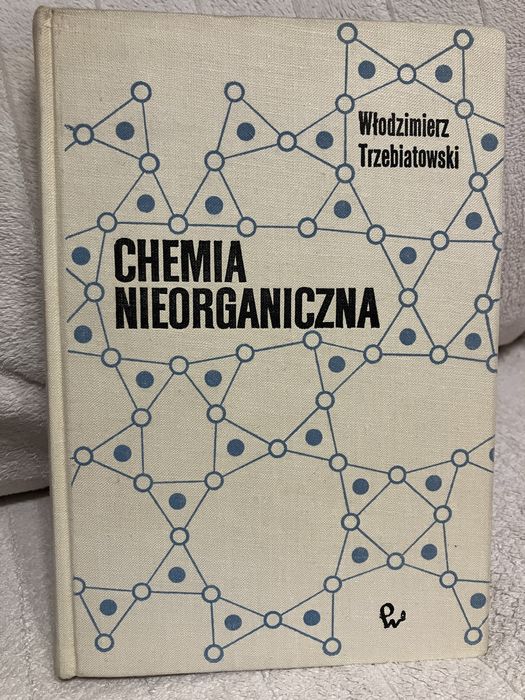 Włodzimierz
Trzebiatowski
CHEMIA
NIEORGANICZNA